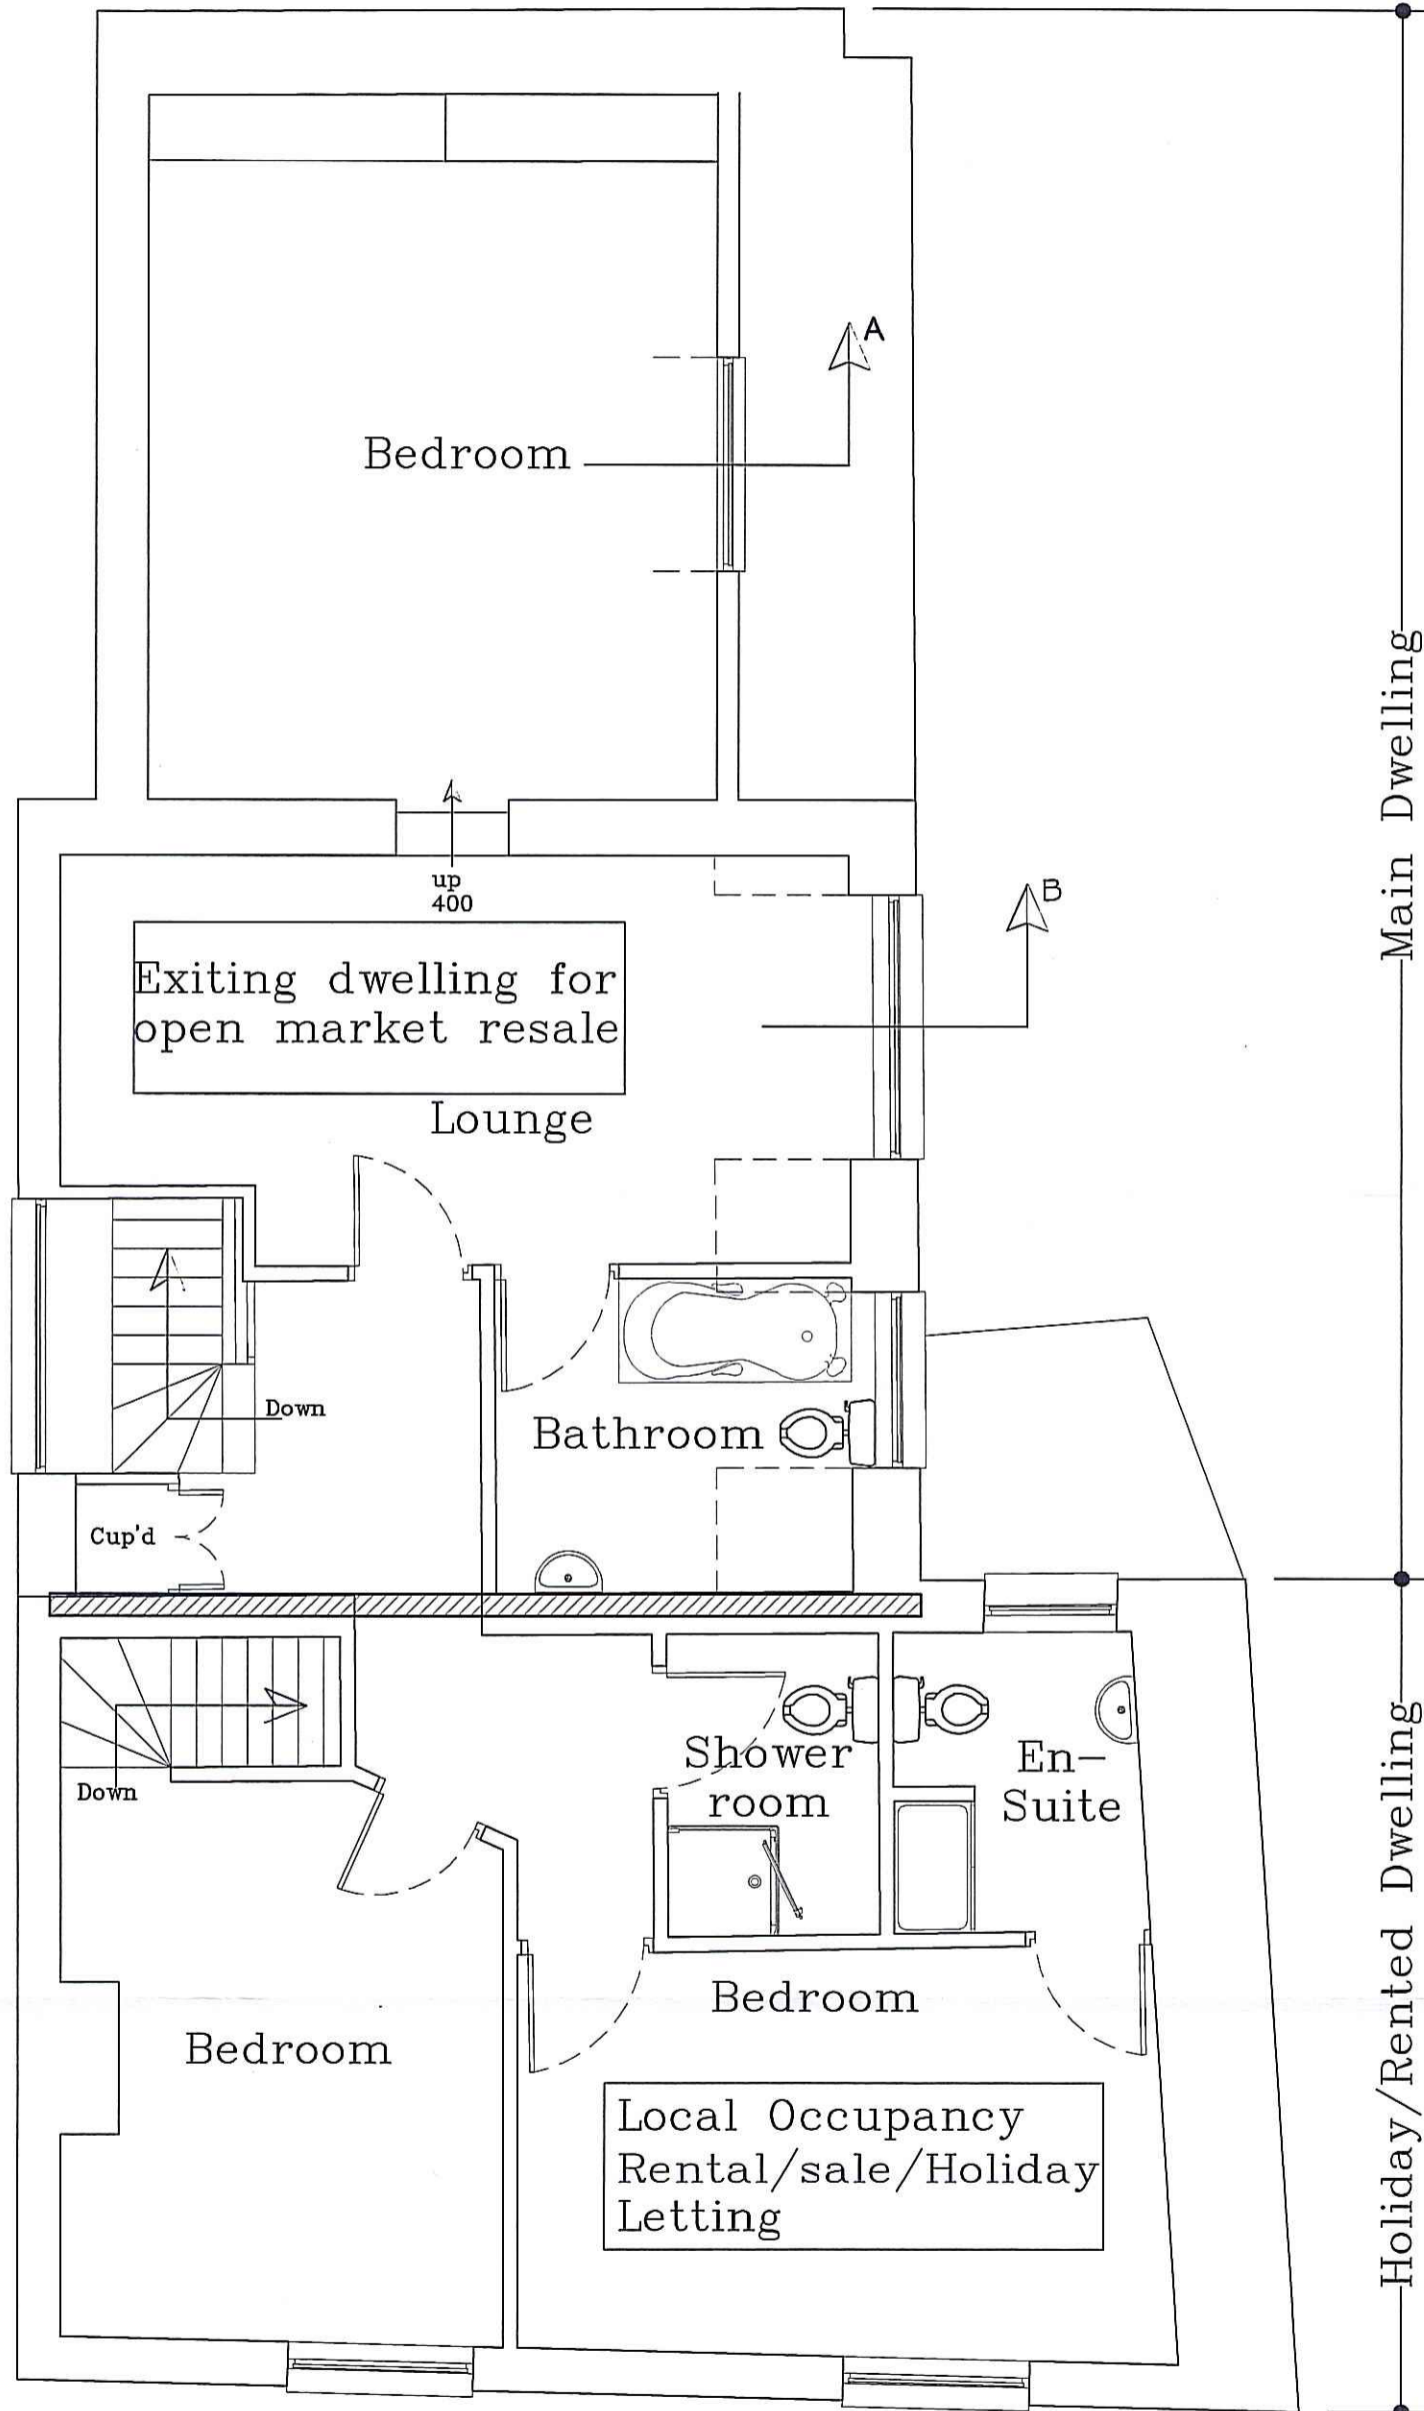 A
Bedroom
Main Dwelling
up
400
B
Exiting dwelling for
open market resale
Lounge
Down
Bathroom
Cup'd
Shower
room
En-
Suite
Down
Holiday/Rented Dwelling
Bedroom
Bedroom
Local Occupancy
Rental/sale/Holiday
Letting